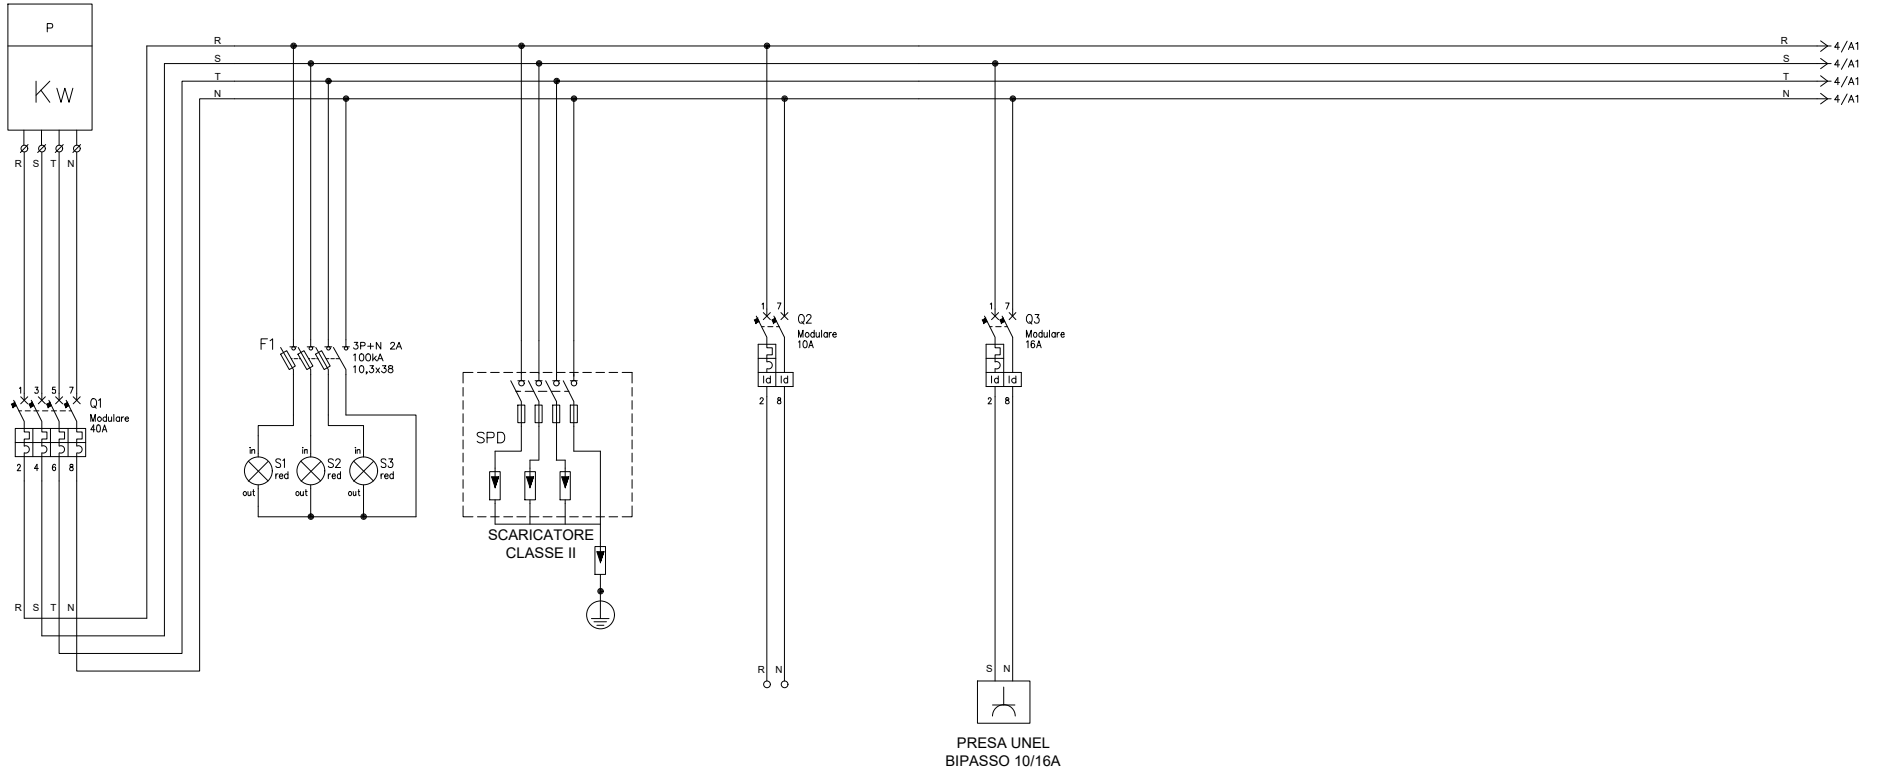 P
Kw
R S T N
R
S
T
N
R
S
T
N
4/A1
4/A1
4/A1
4/A1
1 3 5 7
Q1
Modulare
40A
2 4 6 8
R S T N
F1
3P+N 2A
100kA
10,3x38
in in in
S1 S2 S3
red red red
out out out
SPD
SCARICATORE
CLASSE II
1 7
Q2
Modulare
10A
Id Id
2 8
R N
1 7
Q3
Modulare
16A
Id Id
2 8
S N
PRESA UNEL
BIPASSO 10/16A